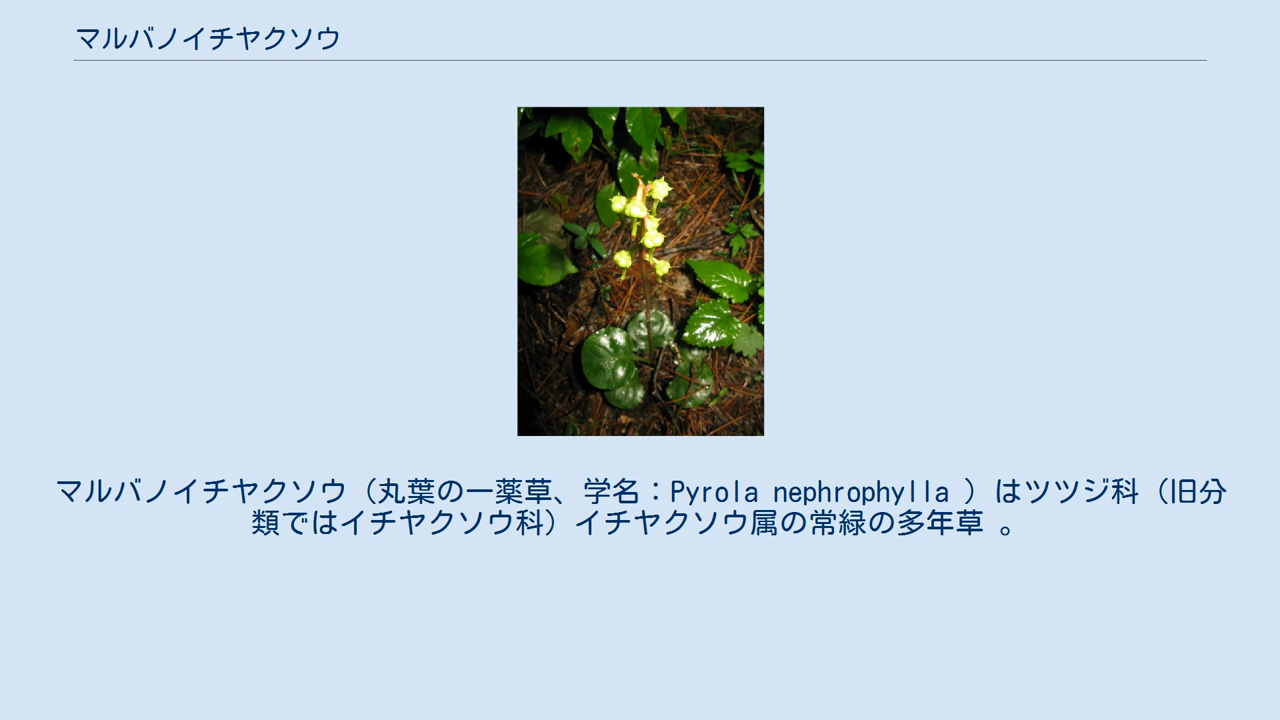 マルバノイチヤクソウ
マルバノイチヤクソウ（丸葉の一薬草、学名：Pyrola nephrophylla ）はツツジ科（旧分
類ではイチヤクソウ科）イチヤクソウ属の常緑の多年草 。